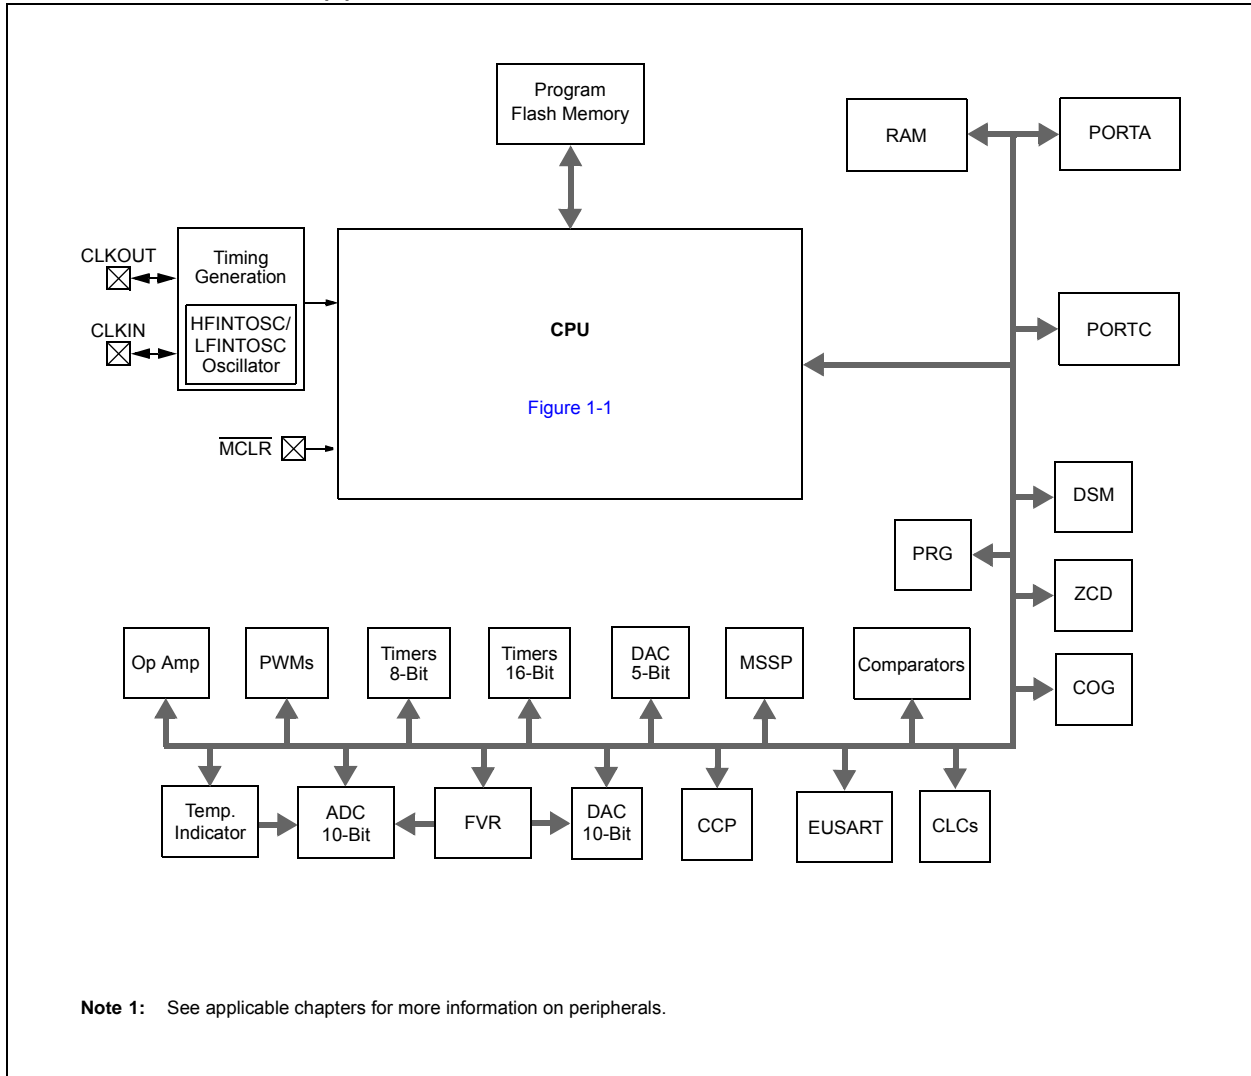 Program
Flash Memory
RAM
PORTA
CLKOUT
Timing
Generation
CLKIN
HFINTOSC/
LFINTOSC
Oscillator
CPU
Figure 1-1
MCLR
PORTC
DSM
PRG
ZCD
COG
Op Amp
PWMs
Timers
8-Bit
Timers
16-Bit
DAC
5-Bit
MSSP
Comparators
Temp.
Indicator
ADC
10-Bit
FVR
DAC
10-Bit
CCP
EUSART
CLCs
Note 1: See applicable chapters for more information on peripherals.